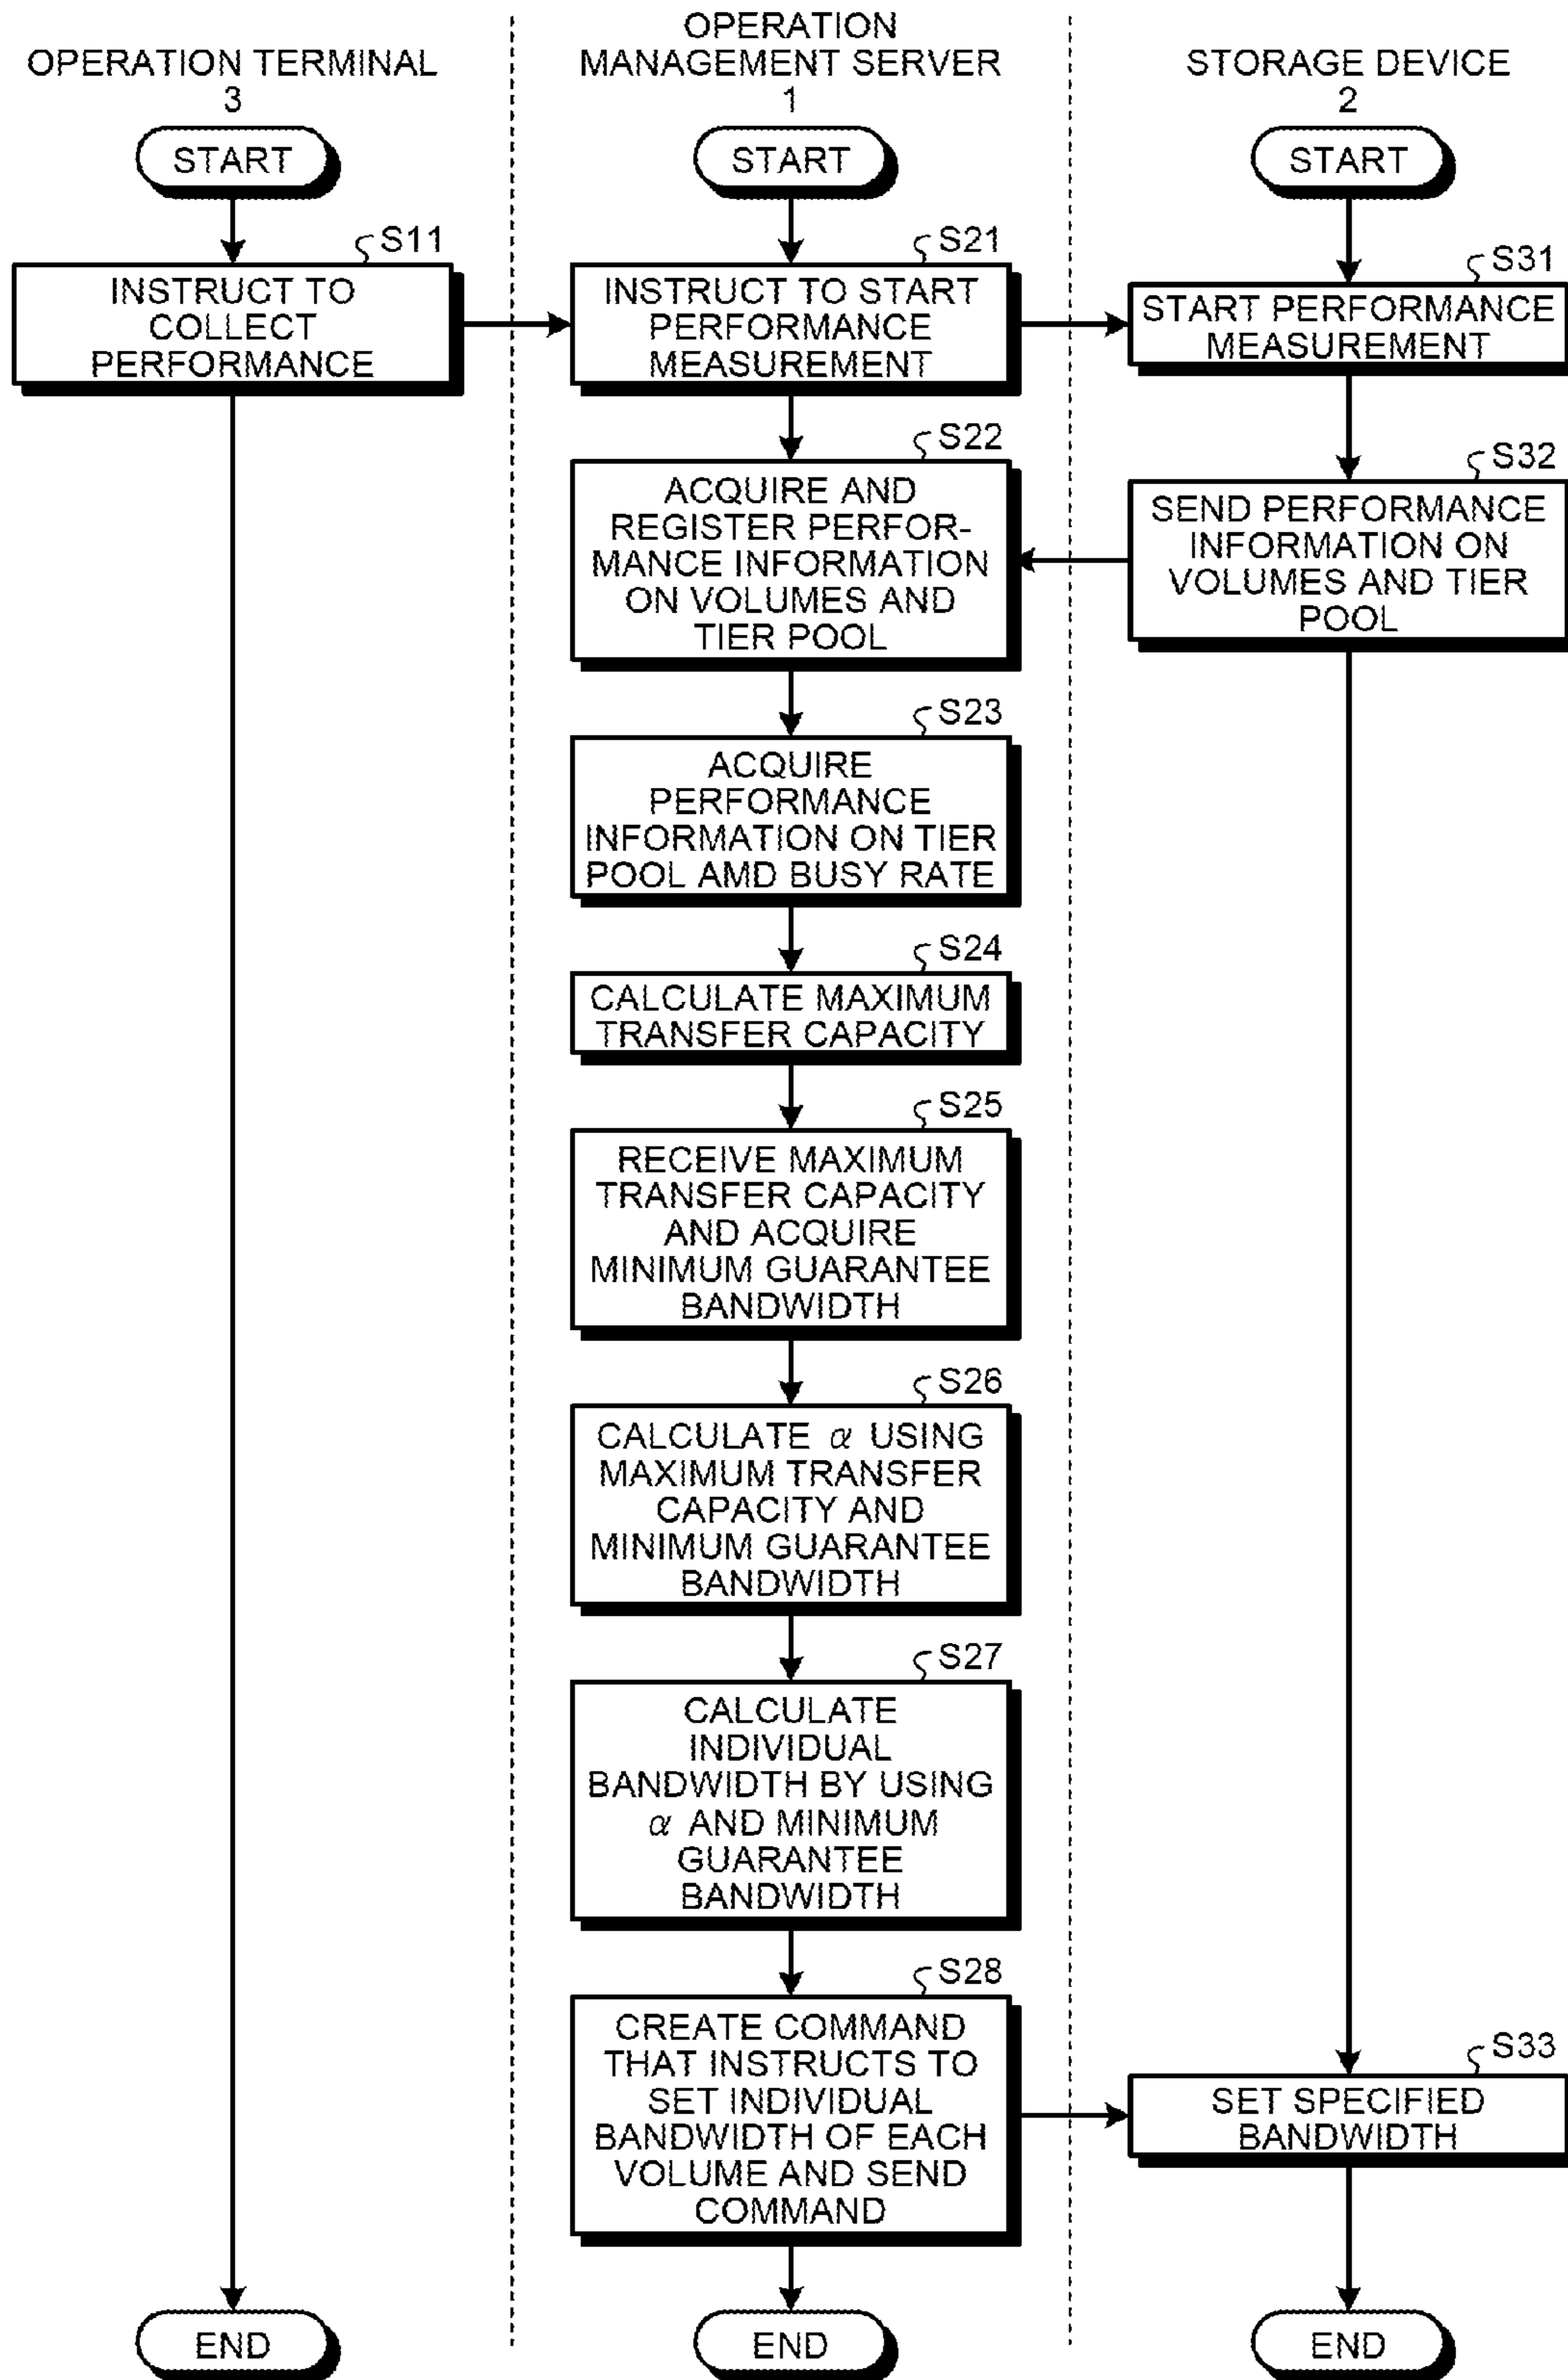 OPERATION TERMINAL
3
START
S11
INSTRUCT TO
COLLECT
PERFORMANCE
END
OPERATION
MANAGEMENT SERVER
1
START
S21
INSTRUCT TO START
PERFORMANCE
MEASUREMENT
S22
ACQUIRE AND
REGISTER PERFOR-
MANCE INFORMATION
ON VOLUMES AND
TIER POOL
S23
ACQUIRE
PERFORMANCE
INFORMATION ON TIER
POOL AMD BUSY RATE
S24
CALCULATE MAXIMUM
TRANSFER CAPACITY
S25
RECEIVE MAXIMUM
TRANSFER CAPACITY
AND ACQUIRE
MINIMUM GUARANTEE
BANDWIDTH
S26
CALCULATE α USING
MAXIMUM TRANSFER
CAPACITY AND
MINIMUM GUARANTEE
BANDWIDTH
S27
CALCULATE
INDIVIDUAL
BANDWIDTH BY USING
α AND MINIMUM
GUARANTEE
BANDWIDTH
S28
CREATE COMMAND
THAT INSTRUCTS TO
SET INDIVIDUAL
BANDWIDTH OF EACH
VOLUME AND SEND
COMMAND
END
STORAGE DEVICE
2
START
S31
START PERFORMANCE
MEASUREMENT
S32
SEND PERFORMANCE
INFORMATION ON
VOLUMES AND TIER
POOL
S33
SET SPECIFIED
BANDWIDTH
END